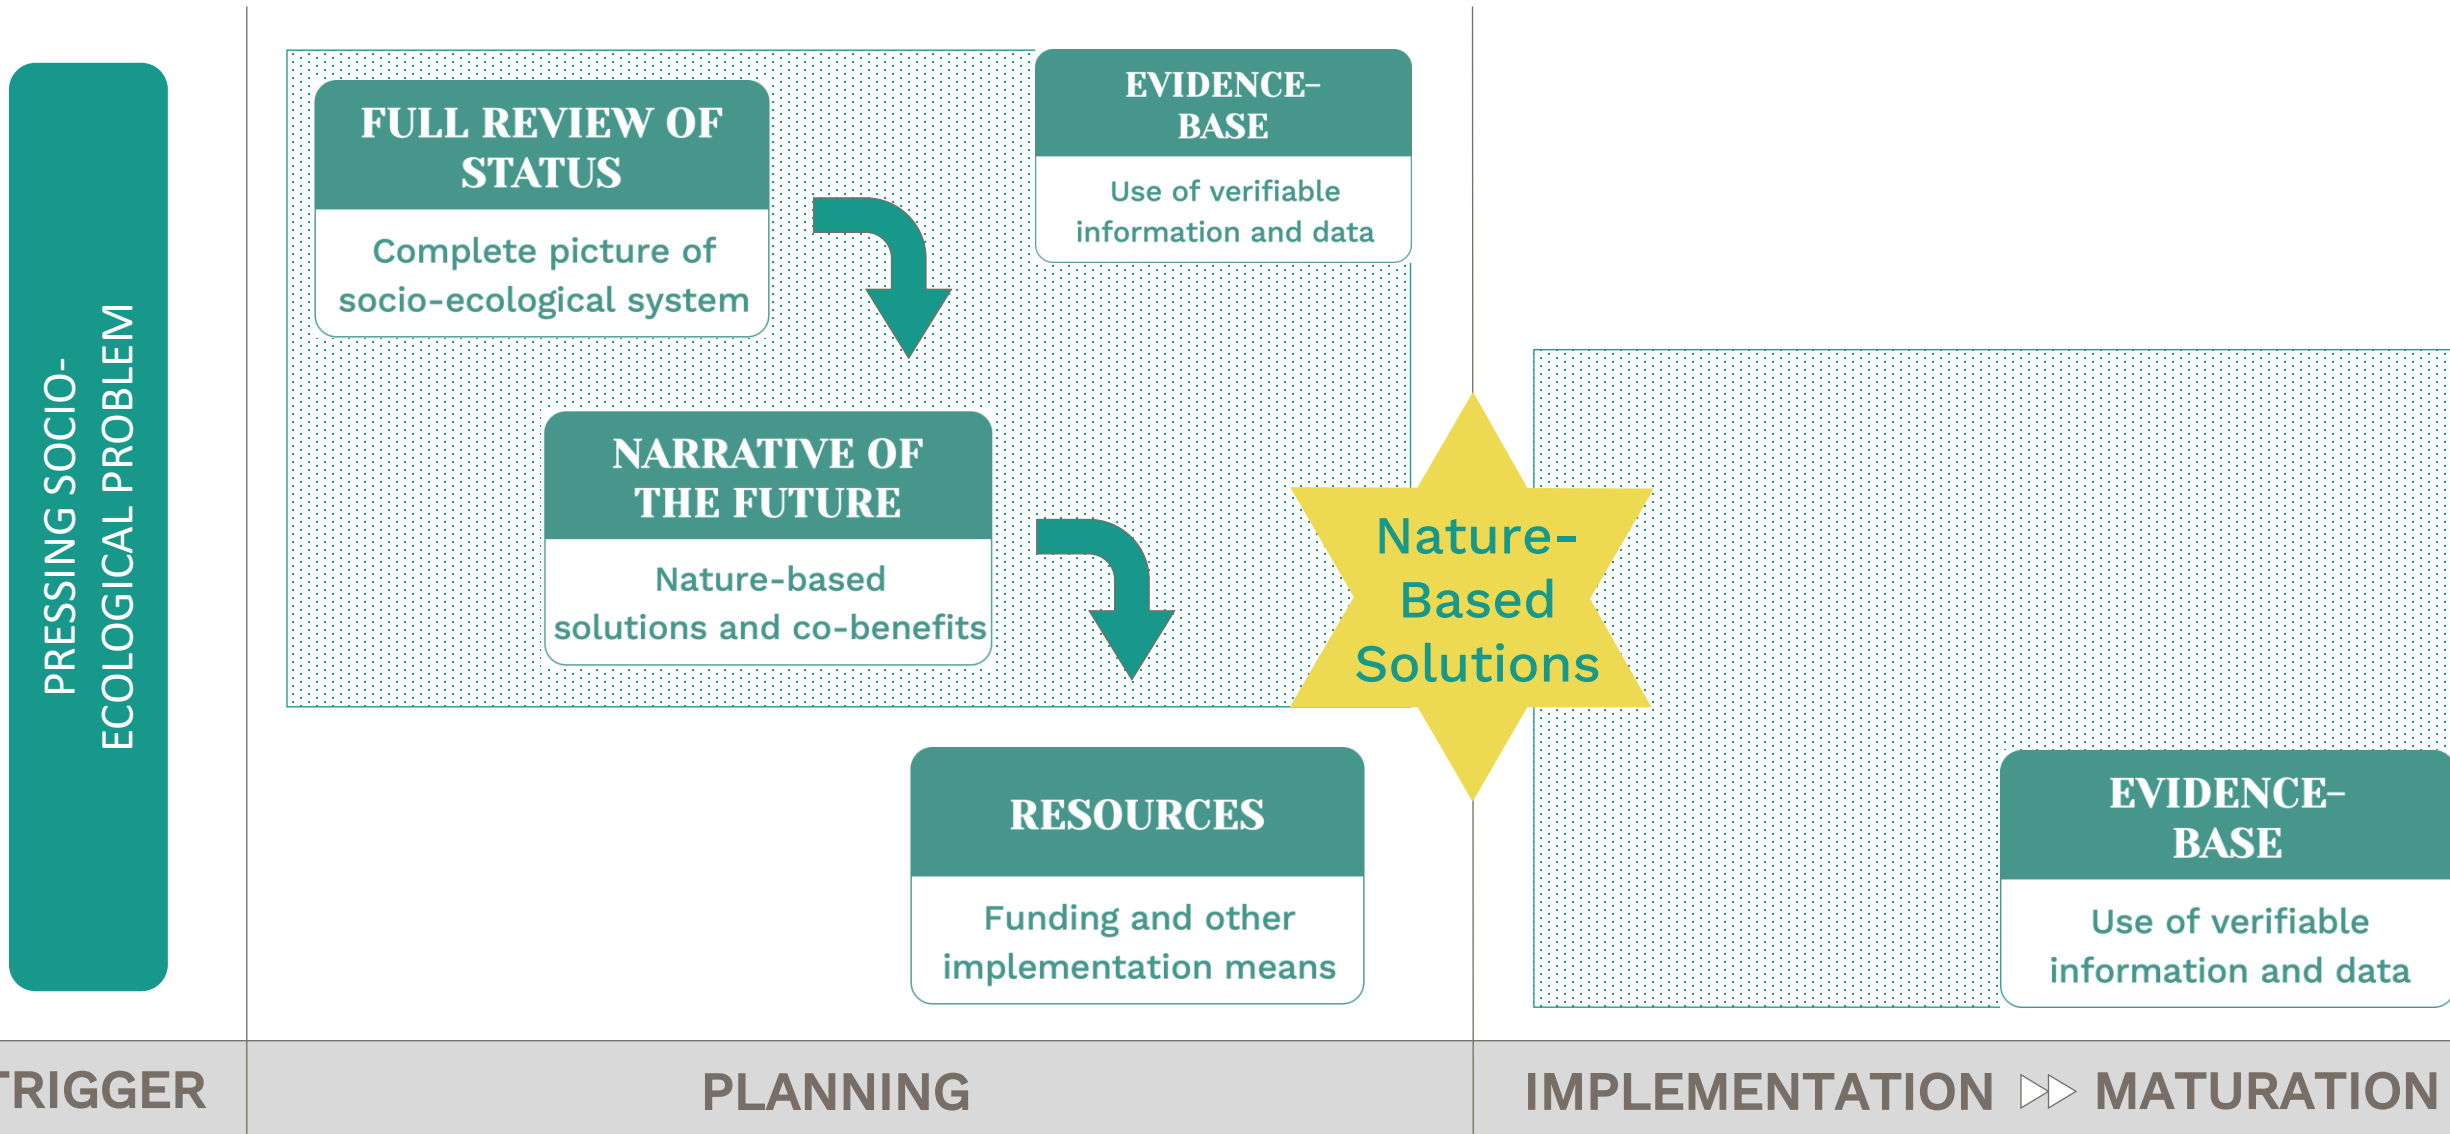 PRESSING SOCIO-
ECOLOGICAL PROBLEM
FULL REVIEW OF
STATUS
Complete picture of
socio-ecological system
EVIDENCE-
BASE
Use of verifiable
information and data
NARRATIVE OF
THE FUTURE
Nature-based
solutions and co-benefits
Nature-
Based
Solutions
RESOURCES
Funding and other
implementation means
EVIDENCE-
BASE
Use of verifiable
information and data
TRIGGER
PLANNING
IMPLEMENTATION
MATURATION